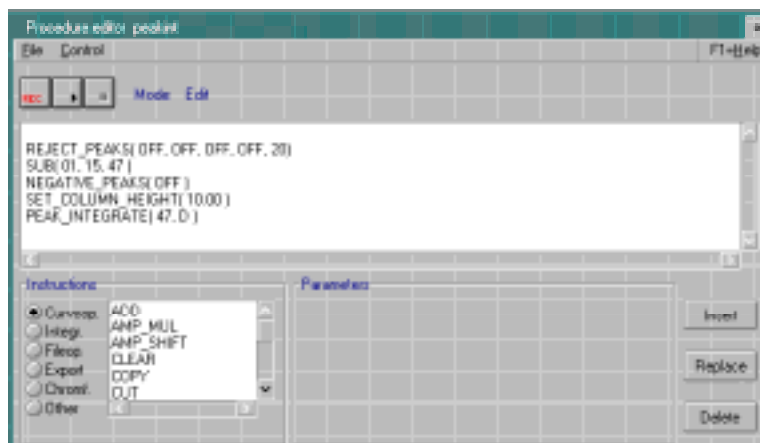 Procedure editor: peakint
File Control F1=Help
REC Mode: Edit
REJECT_PEAKS( OFF, OFF, OFF, OFF, 20)
SUB( 01, 15, 47 )
NEGATIVE_PEAKS( OFF )
SET_COLUMN_HEIGHT( 10.00 )
PEAK_INTEGRATE( 47, 0 )
Instructions Parameters
Curveop.
Integr.
Fileop.
Export
Chromf.
Other
ADD
AMP_MUL
AMP_SHIFT
CLEAR
COPY
CUT
Insert
Replace
Delete